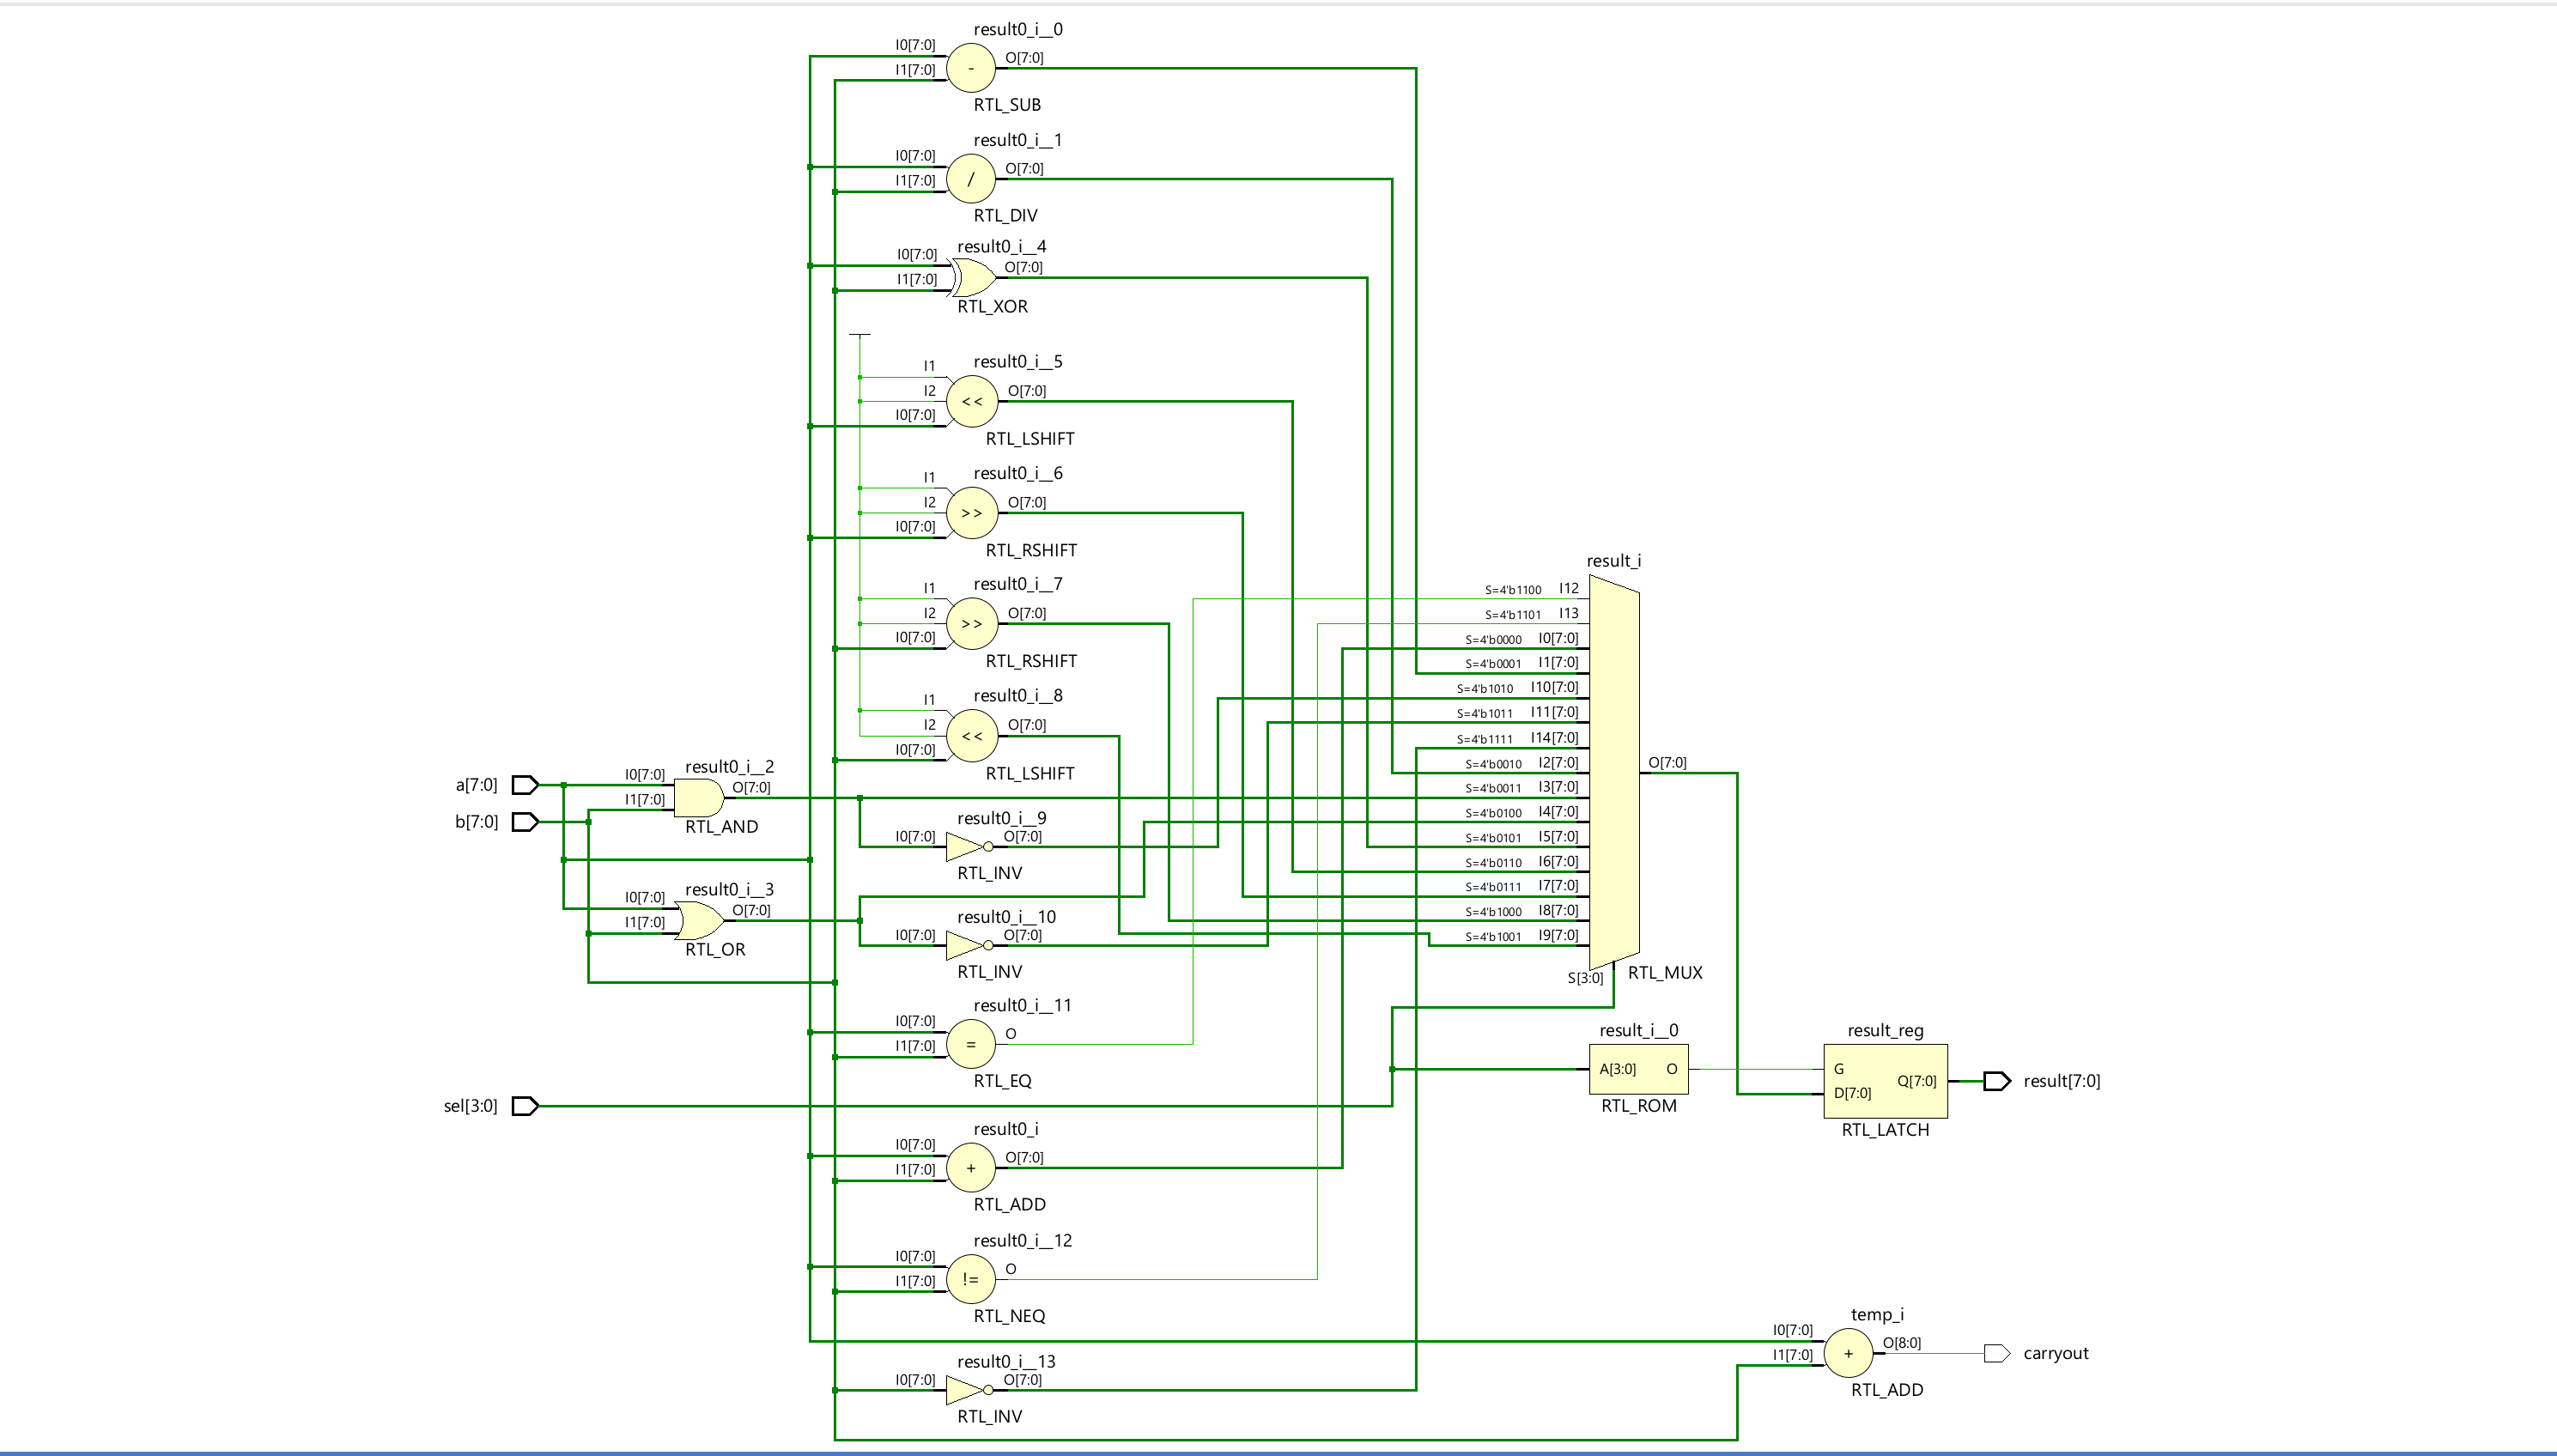 result0_i__0
I0[7:0]
I1[7:0]
-
O[7:0]
RTL_SUB
result0_i__1
I0[7:0]
I1[7:0]
/
O[7:0]
RTL_DIV
result0_i__4
I0[7:0]
I1[7:0]
O[7:0]
RTL_XOR
result0_i__5
I1
I2
I0[7:0]
<<
O[7:0]
RTL_LSHIFT
result0_i__6
I1
I2
I0[7:0]
>>
O[7:0]
RTL_RSHIFT
result0_i__7
I1
I2
I0[7:0]
>>
O[7:0]
RTL_RSHIFT
result0_i__8
I1
I2
I0[7:0]
<<
O[7:0]
RTL_LSHIFT
a[7:0]
b[7:0]
result0_i__2
I0[7:0]
I1[7:0]
O[7:0]
RTL_AND
result0_i__9
I0[7:0]
O[7:0]
RTL_INV
result0_i__3
I0[7:0]
I1[7:0]
O[7:0]
RTL_OR
result0_i__10
I0[7:0]
O[7:0]
RTL_INV
result0_i__11
I0[7:0]
I1[7:0]
=
O
RTL_EQ
sel[3:0]
result0_i
I0[7:0]
I1[7:0]
+
O[7:0]
RTL_ADD
result0_i__12
I0[7:0]
I1[7:0]
!=
O
RTL_NEQ
result0_i__13
I0[7:0]
O[7:0]
RTL_INV
result_i
S=4'b1100 I12
S=4'b1101 I13
S=4'b0000 I0[7:0]
S=4'b0001 I1[7:0]
S=4'b1010 I10[7:0]
S=4'b1011 I11[7:0]
S=4'b1111 I14[7:0]
S=4'b0010 I2[7:0]
S=4'b0011 I3[7:0]
S=4'b0100 I4[7:0]
S=4'b0101 I5[7:0]
S=4'b0110 I6[7:0]
S=4'b0111 I7[7:0]
S=4'b1000 I8[7:0]
S=4'b1001 I9[7:0]
O[7:0]
S[3:0]
RTL_MUX
result_i__0
A[3:0] O
RTL_ROM
result_reg
G
D[7:0]
Q[7:0]
RTL_LATCH
result[7:0]
temp_i
I0[7:0]
I1[7:0]
+
O[8:0]
RTL_ADD
carryout